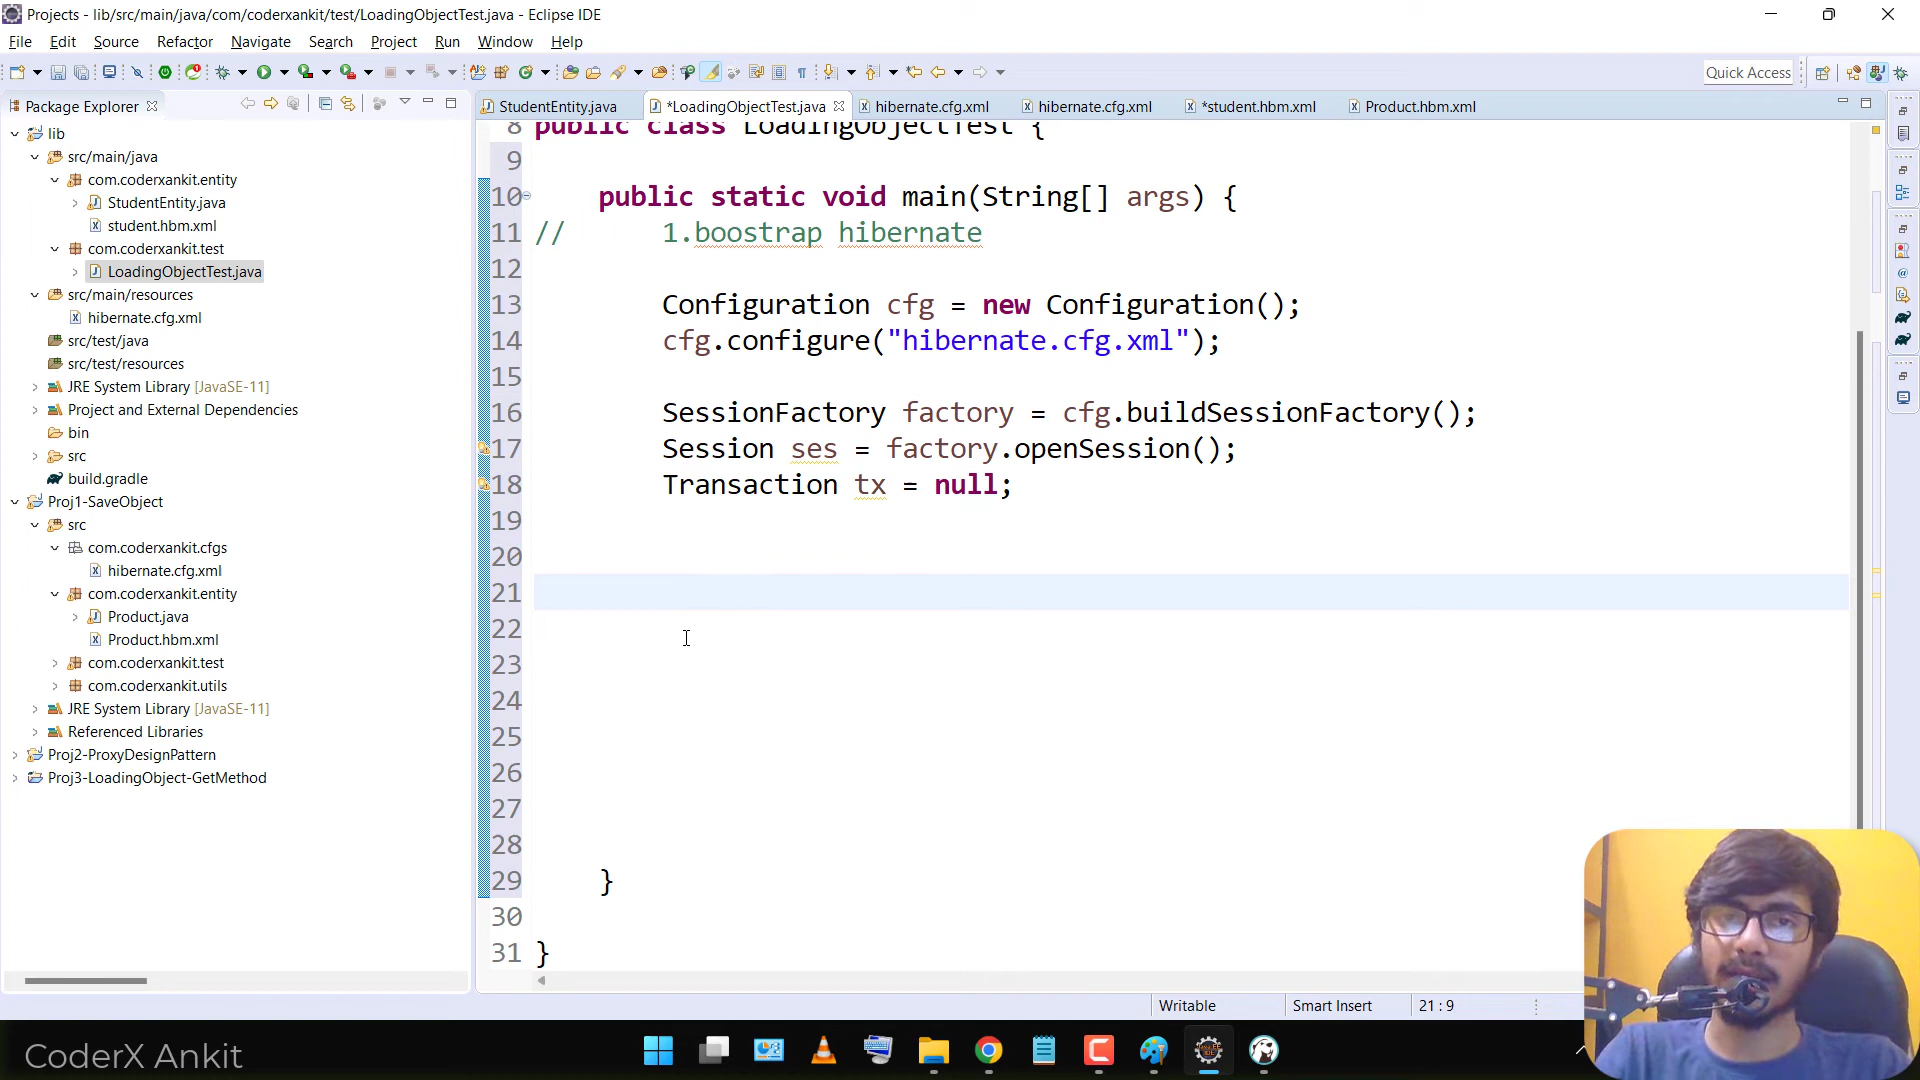 Projects - lib/src/main/java/com/coderxankit/test/LoadingObjectTest.java - Eclipse IDE
File Edit Source Refactor Navigate Search Project Run Window Help
Quick Access
Package Explorer
StudentEntity.java *LoadingObjectTest.java hibernate.cfg.xml hibernate.cfg.xml *student.hbm.xml Product.hbm.xml
lib
src/main/java
com.coderxankit.entity
StudentEntity.java
student.hbm.xml
com.coderxankit.test
LoadingObjectTest.java
src/main/resources
hibernate.cfg.xml
src/test/java
src/test/resources
JRE System Library [JavaSE-11]
Project and External Dependencies
bin
src
build.gradle
Proj1-SaveObject
src
com.coderxankit.cfgs
hibernate.cfg.xml
com.coderxankit.entity
Product.java
Product.hbm.xml
com.coderxankit.test
com.coderxankit.utils
JRE System Library [JavaSE-11]
Referenced Libraries
Proj2-ProxyDesignPattern
Proj3-LoadingObject-GetMethod
8 public class LoadingObjectTest {
9
10 public static void main(String[] args) {
11 // 1.boostrap hibernate
12
13 Configuration cfg = new Configuration();
14 cfg.configure("hibernate.cfg.xml");
15
16 SessionFactory factory = cfg.buildSessionFactory();
17 Session ses = factory.openSession();
18 Transaction tx = null;
19
20
21
22
23
24
25
26
27
28
29 }
30
31 }
Writable Smart Insert 21 : 9
CoderX Ankit